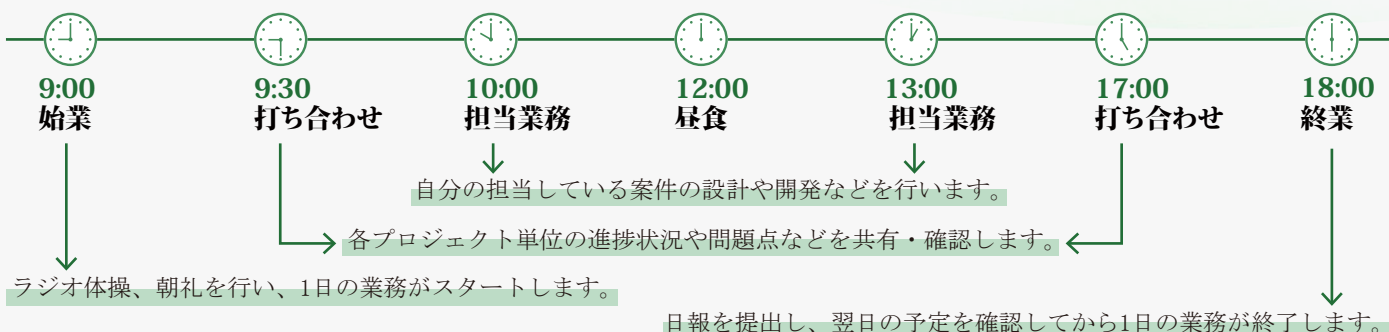 9:00
始業
9:30
打ち合わせ
10:00
担当業務
12:00
昼食
13:00
担当業務
17:00
打ち合わせ
18:00
終業
自分の担当している案件の設計や開発などを行います。
各プロジェクト単位の進捗状況や問題点などを共有・確認します。
ラジオ体操、朝礼を行い、1日の業務がスタートします。
日報を提出し、翌日の予定を確認してから1日の業務が終了します。